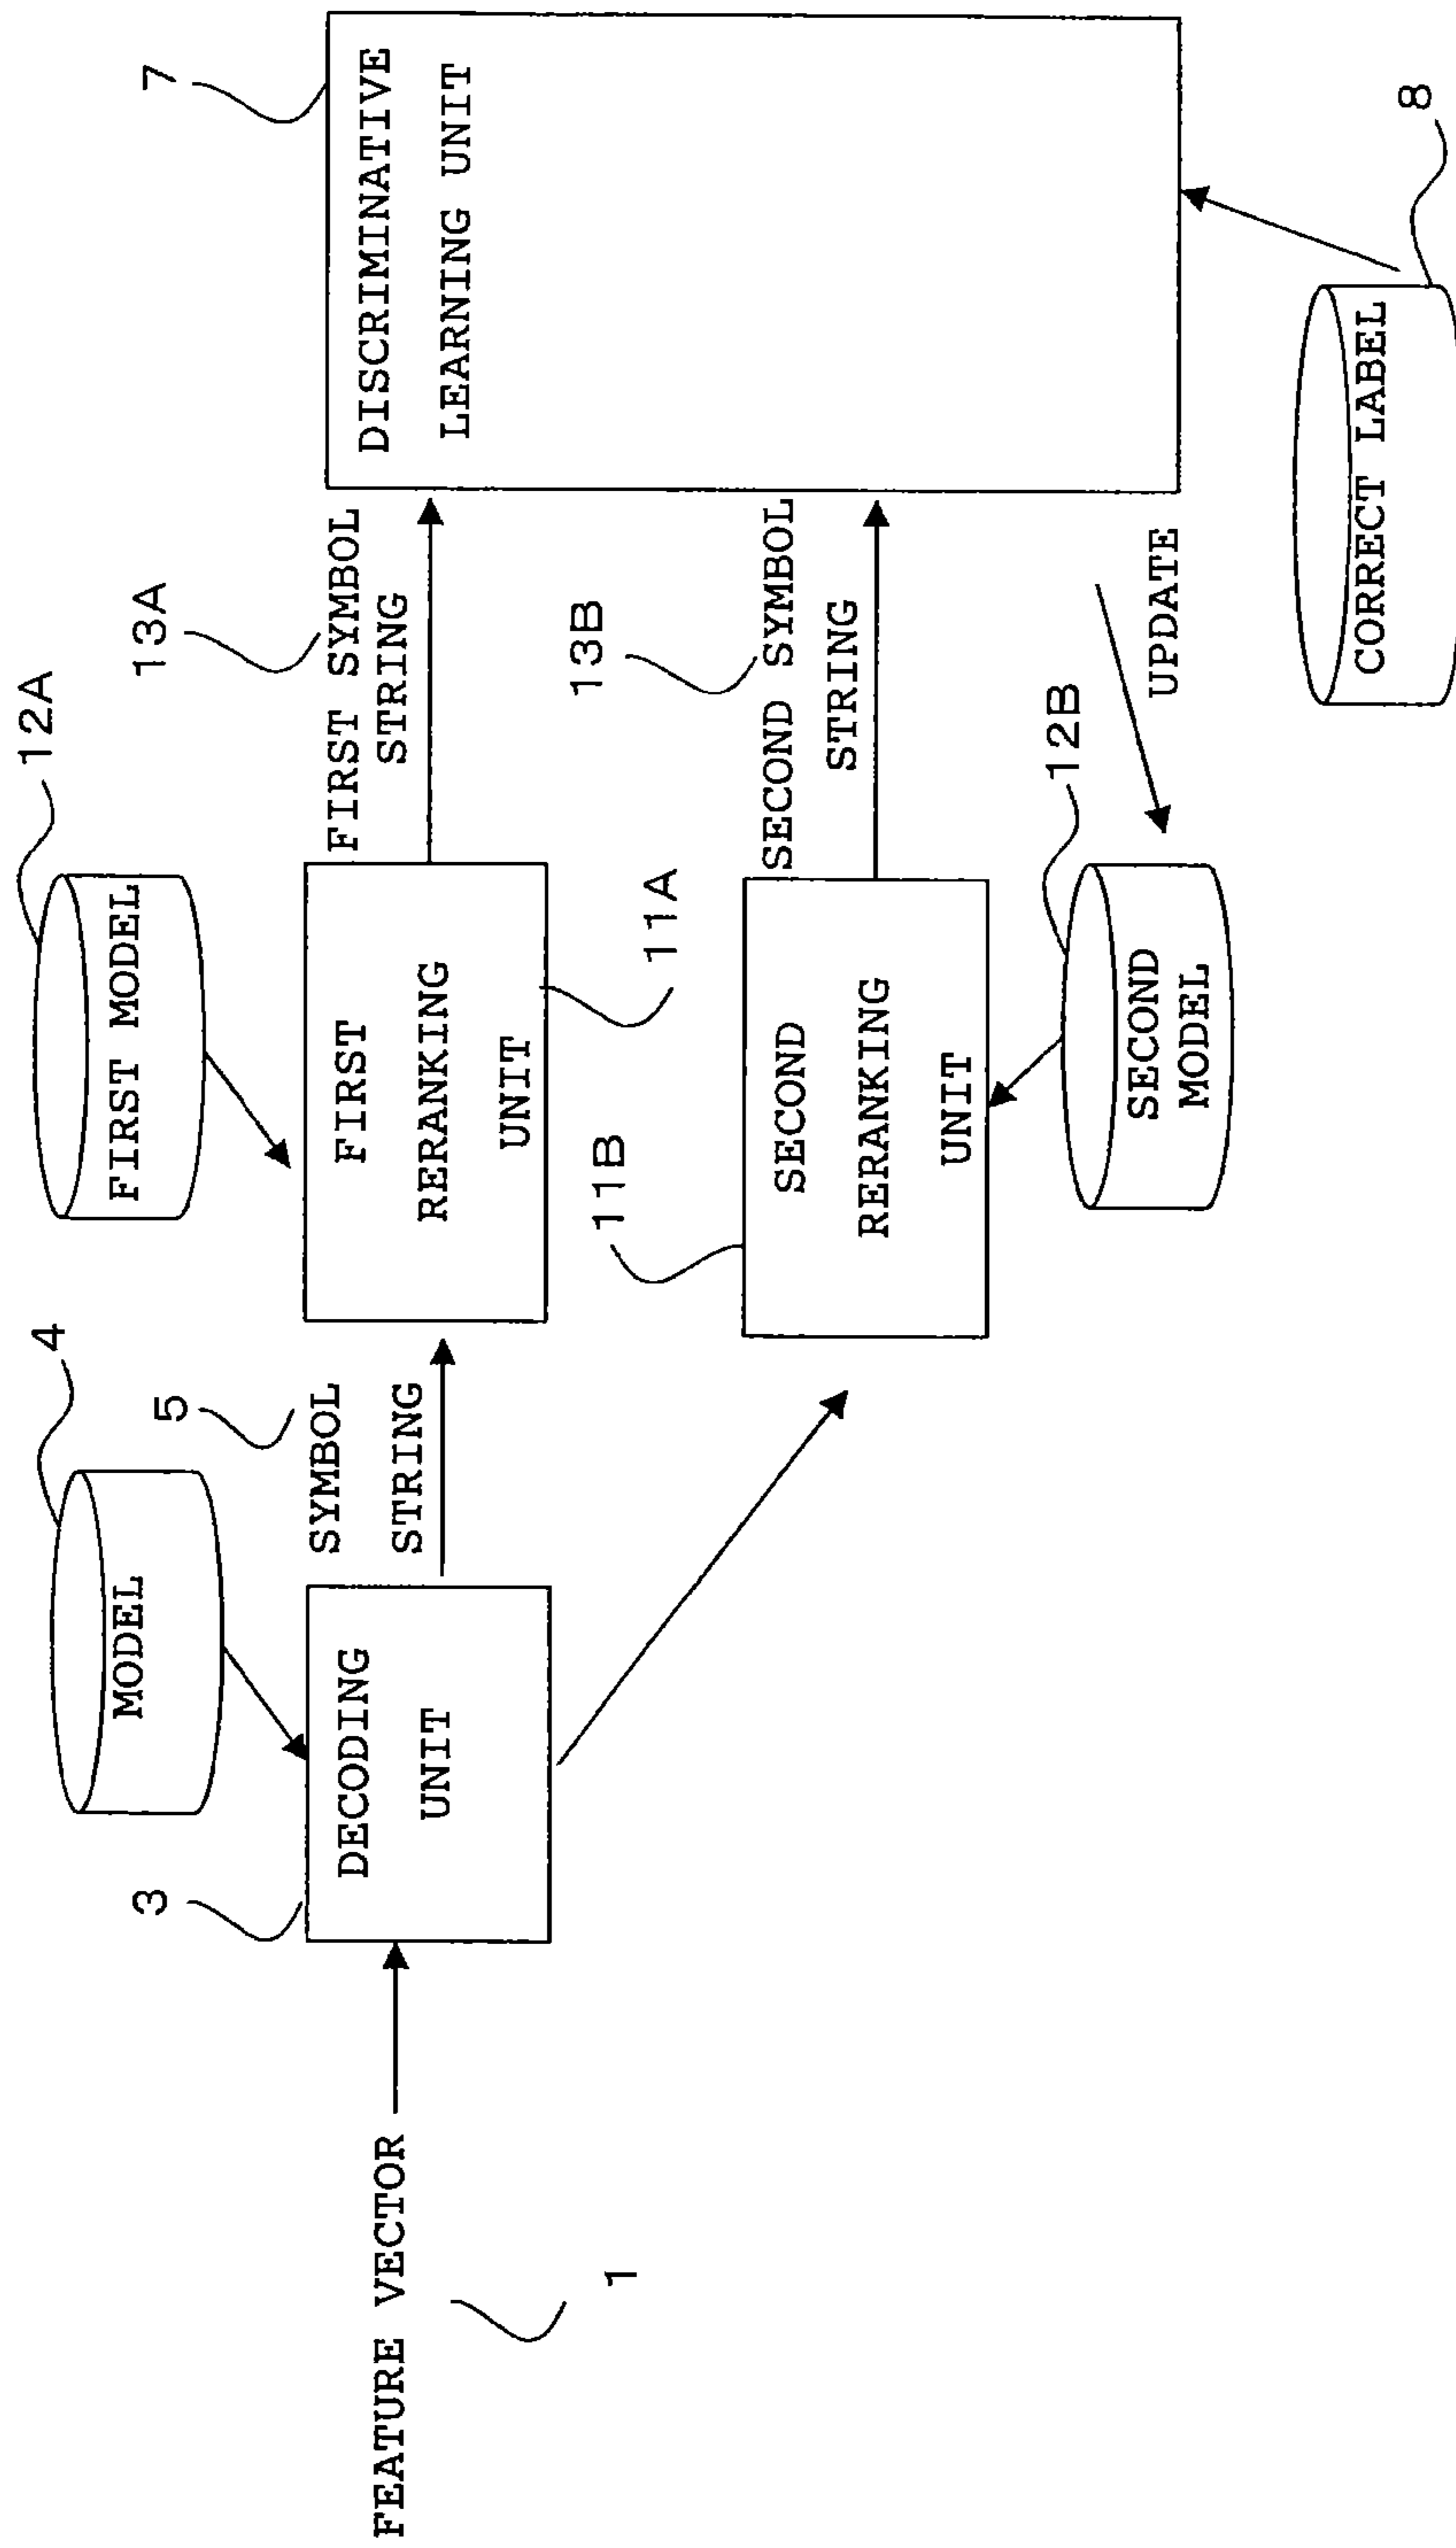 FEATURE VECTOR
1
3
DECODING
UNIT
4
MODEL
5
SYMBOL
STRING
12A
FIRST MODEL
FIRST
RERANKING
UNIT
11A
11B
SECOND
RERANKING
UNIT
12B
SECOND
MODEL
13A
FIRST SYMBOL
STRING
13B
SECOND SYMBOL
STRING
UPDATE
7
DISCRIMINATIVE
LEARNING UNIT
8
CORRECT LABEL